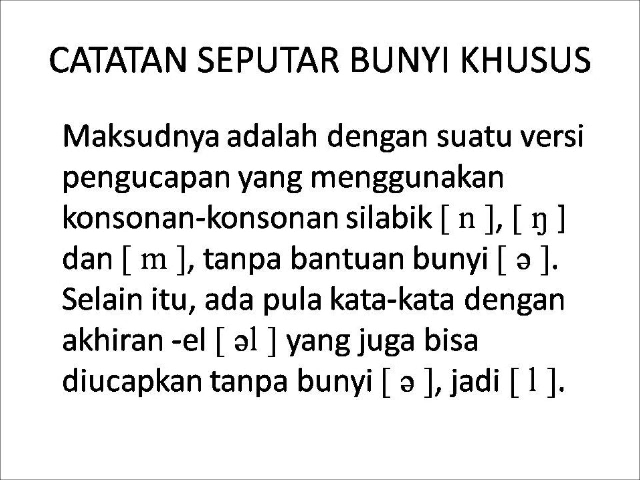 CATATAN SEPUTAR BUNYI KHUSUS
Maksudnya adalah dengan suatu versi
pengucapan yang menggunakan
konsonan-konsonan silabik [ n ], [ ŋ ]
dan [ m ], tanpa bantuan bunyi [ ə ].
Selain itu, ada pula kata-kata dengan
akhiran -el [ əl ] yang juga bisa
diucapkan tanpa bunyi [ ə ], jadi [ l ].